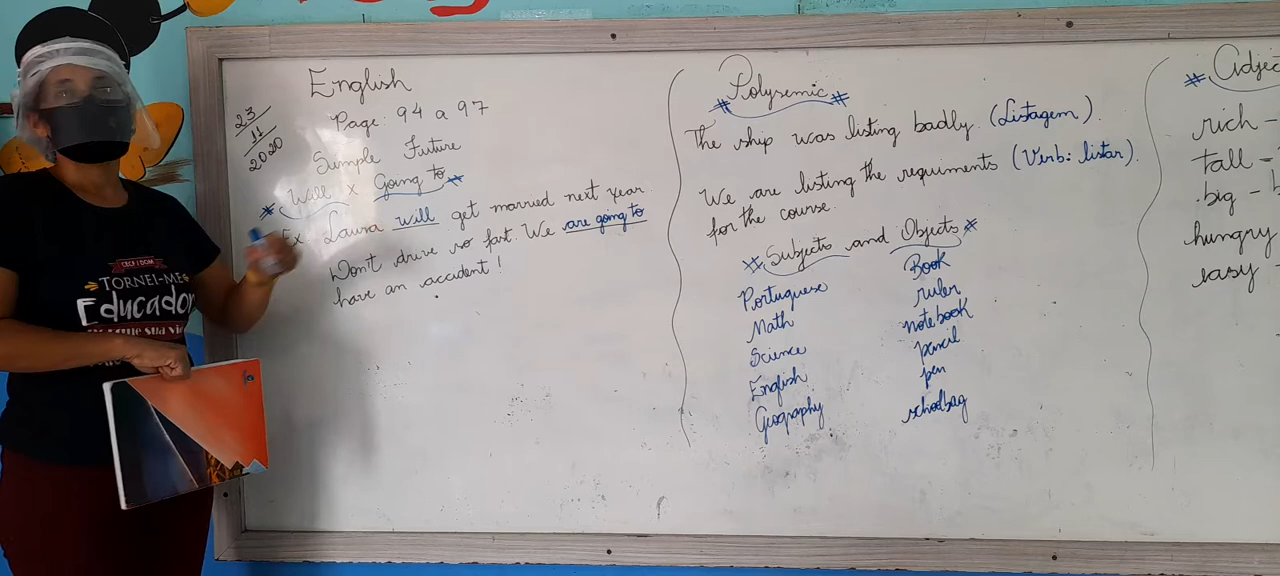 English
23
11
2020
Page: 94 a 97
Simple Future
* Will x Going to *
Ex: Laura will get married next year.
Don't drive so fast. We are going to
have an accident!
* Polysemic *
The ship was listing badly. (Listagem).
We are listing the requiments (Verb: listar).
for the course.
* Subjects and Objects *
Portuguese
Math
Science
English
Geography
Book
ruler
notebook
pencil
pen
schoolbag
* Adjec
rich -
tall -
big - b
hungry
easy -
CECÍ E DOM
TORNEI-ME
Educador